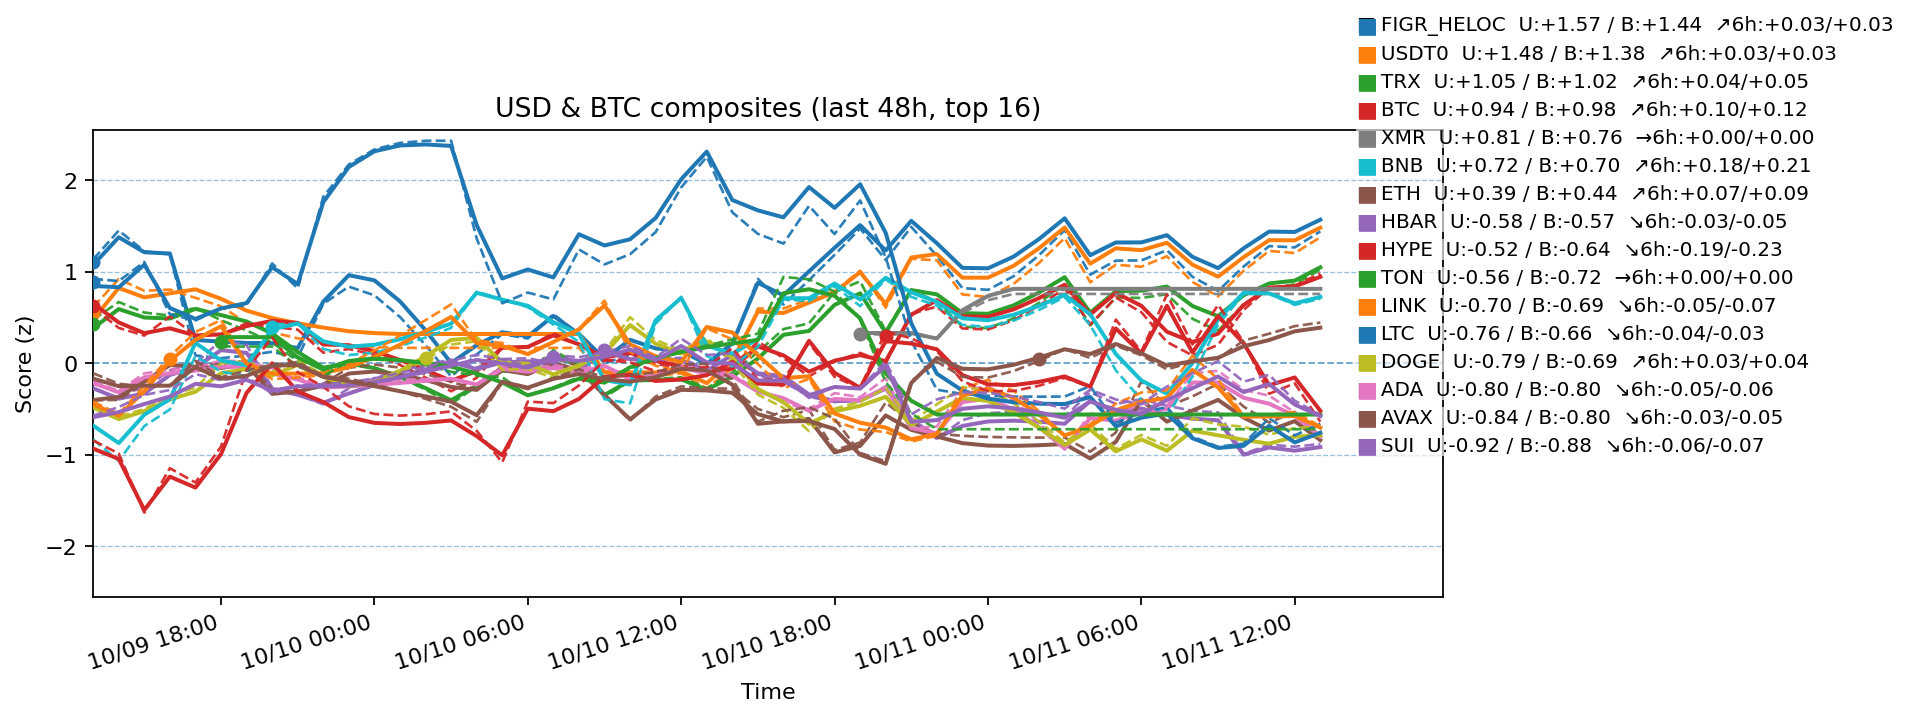 FIGR_HELOC  U:+1.57 / B:+1.44  ↗6h:+0.03/+0.03
USDT0  U:+1.48 / B:+1.38  ↗6h:+0.03/+0.03
TRX  U:+1.05 / B:+1.02  ↗6h:+0.04/+0.05
BTC  U:+0.94 / B:+0.98  ↗6h:+0.10/+0.12
XMR  U:+0.81 / B:+0.76  →6h:+0.00/+0.00
BNB  U:+0.72 / B:+0.70  ↗6h:+0.18/+0.21
ETH  U:+0.39 / B:+0.44  ↗6h:+0.07/+0.09
HBAR  U:-0.58 / B:-0.57  ↘6h:-0.03/-0.05
HYPE  U:-0.52 / B:-0.64  ↘6h:-0.19/-0.23
TON  U:-0.56 / B:-0.72  →6h:+0.00/+0.00
LINK  U:-0.70 / B:-0.69  ↘6h:-0.05/-0.07
LTC  U:-0.76 / B:-0.66  ↘6h:-0.04/-0.03
DOGE  U:-0.79 / B:-0.69  ↗6h:+0.03/+0.04
ADA  U:-0.80 / B:-0.80  ↘6h:-0.05/-0.06
AVAX  U:-0.84 / B:-0.80  ↘6h:-0.03/-0.05
SUI  U:-0.92 / B:-0.88  ↘6h:-0.06/-0.07
USD & BTC composites (last 48h, top 16)
Score (z)
2
1
0
−1
−2
10/09 18:00
10/10 00:00
10/10 06:00
10/10 12:00
10/10 18:00
10/11 00:00
10/11 06:00
10/11 12:00
Time